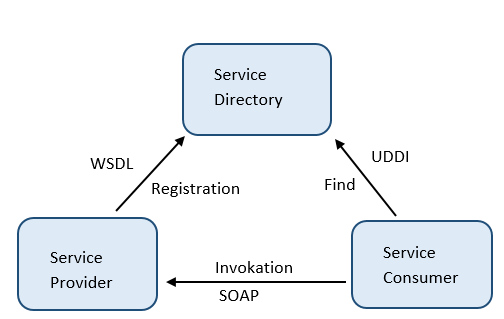 Service
Directory
WSDL
UDDI
Registration
Find
Service
Provider
Invokation
SOAP
Service
Consumer